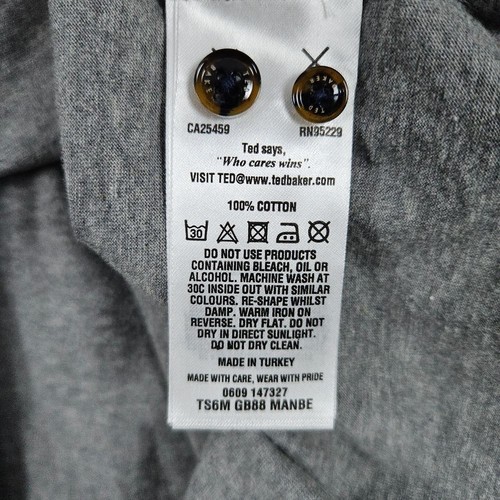 CA25459 RN95229
Ted says,
"Who cares wins".
VISIT TED@www.tedbaker.com
100% COTTON
30
DO NOT USE PRODUCTS
CONTAINING BLEACH, OIL OR
ALCOHOL. MACHINE WASH AT
30C INSIDE OUT WITH SIMILAR
COLOURS. RE-SHAPE WHILST
DAMP. WARM IRON ON
REVERSE. DRY FLAT. DO NOT
DRY IN DIRECT SUNLIGHT.
DO NOT DRY CLEAN.
MADE IN TURKEY
MADE WITH CARE, WEAR WITH PRIDE
0609 147327
TS6M GB88 MANBE